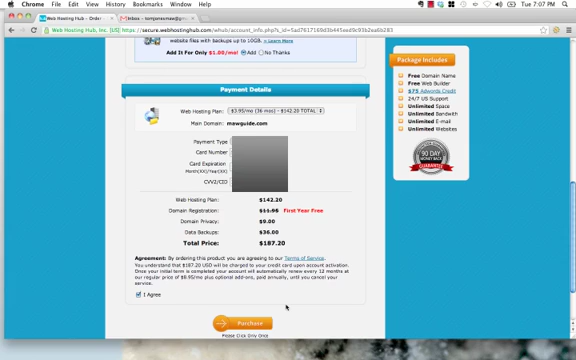 Chrome File Edit View History Bookmarks Window Help
Tue 7:07 PM
Web Hosting Hub - Order
Web Hosting Hub, Inc. [US]
https://secure.webhostinghub.com/
website files with backups up to 10GB. » Learn More
Add It For Only $1.00/mo! Add No Thanks
Package Includes
Free Domain Name
Free Web Builder
$75 Adwords Credit
24/7 US Support
Unlimited Space
Unlimited Bandwith
Unlimited E-mail
Unlimited Websites
90 DAY
MONEY BACK
GUARANTEE
Payment Details
Web Hosting Plan: $3.95/mo (36 mos) - $142.20 TOTAL
Main Domain: mawguide.com
Payment Type
Card Number
Card Expiration
Month(XX)/Year(XX)
CVV2/CID
Web Hosting Plan: $142.20
Domain Registration: $11.95 First Year Free
Domain Privacy: $9.00
Data Backups: $36.00
Total Price: $187.20
Agreement: By ordering this product you are agreeing to our Terms of Service.
You understand that $187.20 USD will be charged to your credit card upon account activation.
Once your initial term is completed your account will automatically renew every 12 months at
our regular price of $8.95/mo plus optional add-ons, paid annually, until you cancel your
service.
I Agree
Purchase
Please Click Only Once